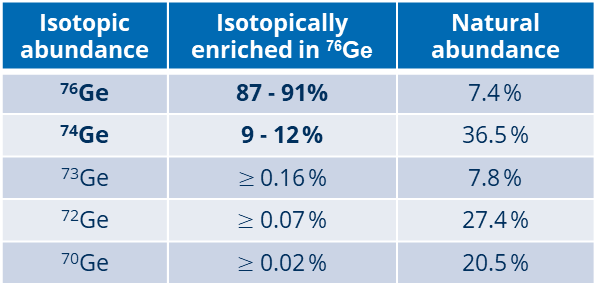 Isotopic abundance | Isotopically enriched in ⁷⁶Ge | Natural abundance
⁷⁶Ge | 87 - 91% | 7.4%
⁷⁴Ge | 9 - 12% | 36.5%
⁷³Ge | ≥ 0.16% | 7.8%
⁷²Ge | ≥ 0.07% | 27.4%
⁷⁰Ge | ≥ 0.02% | 20.5%